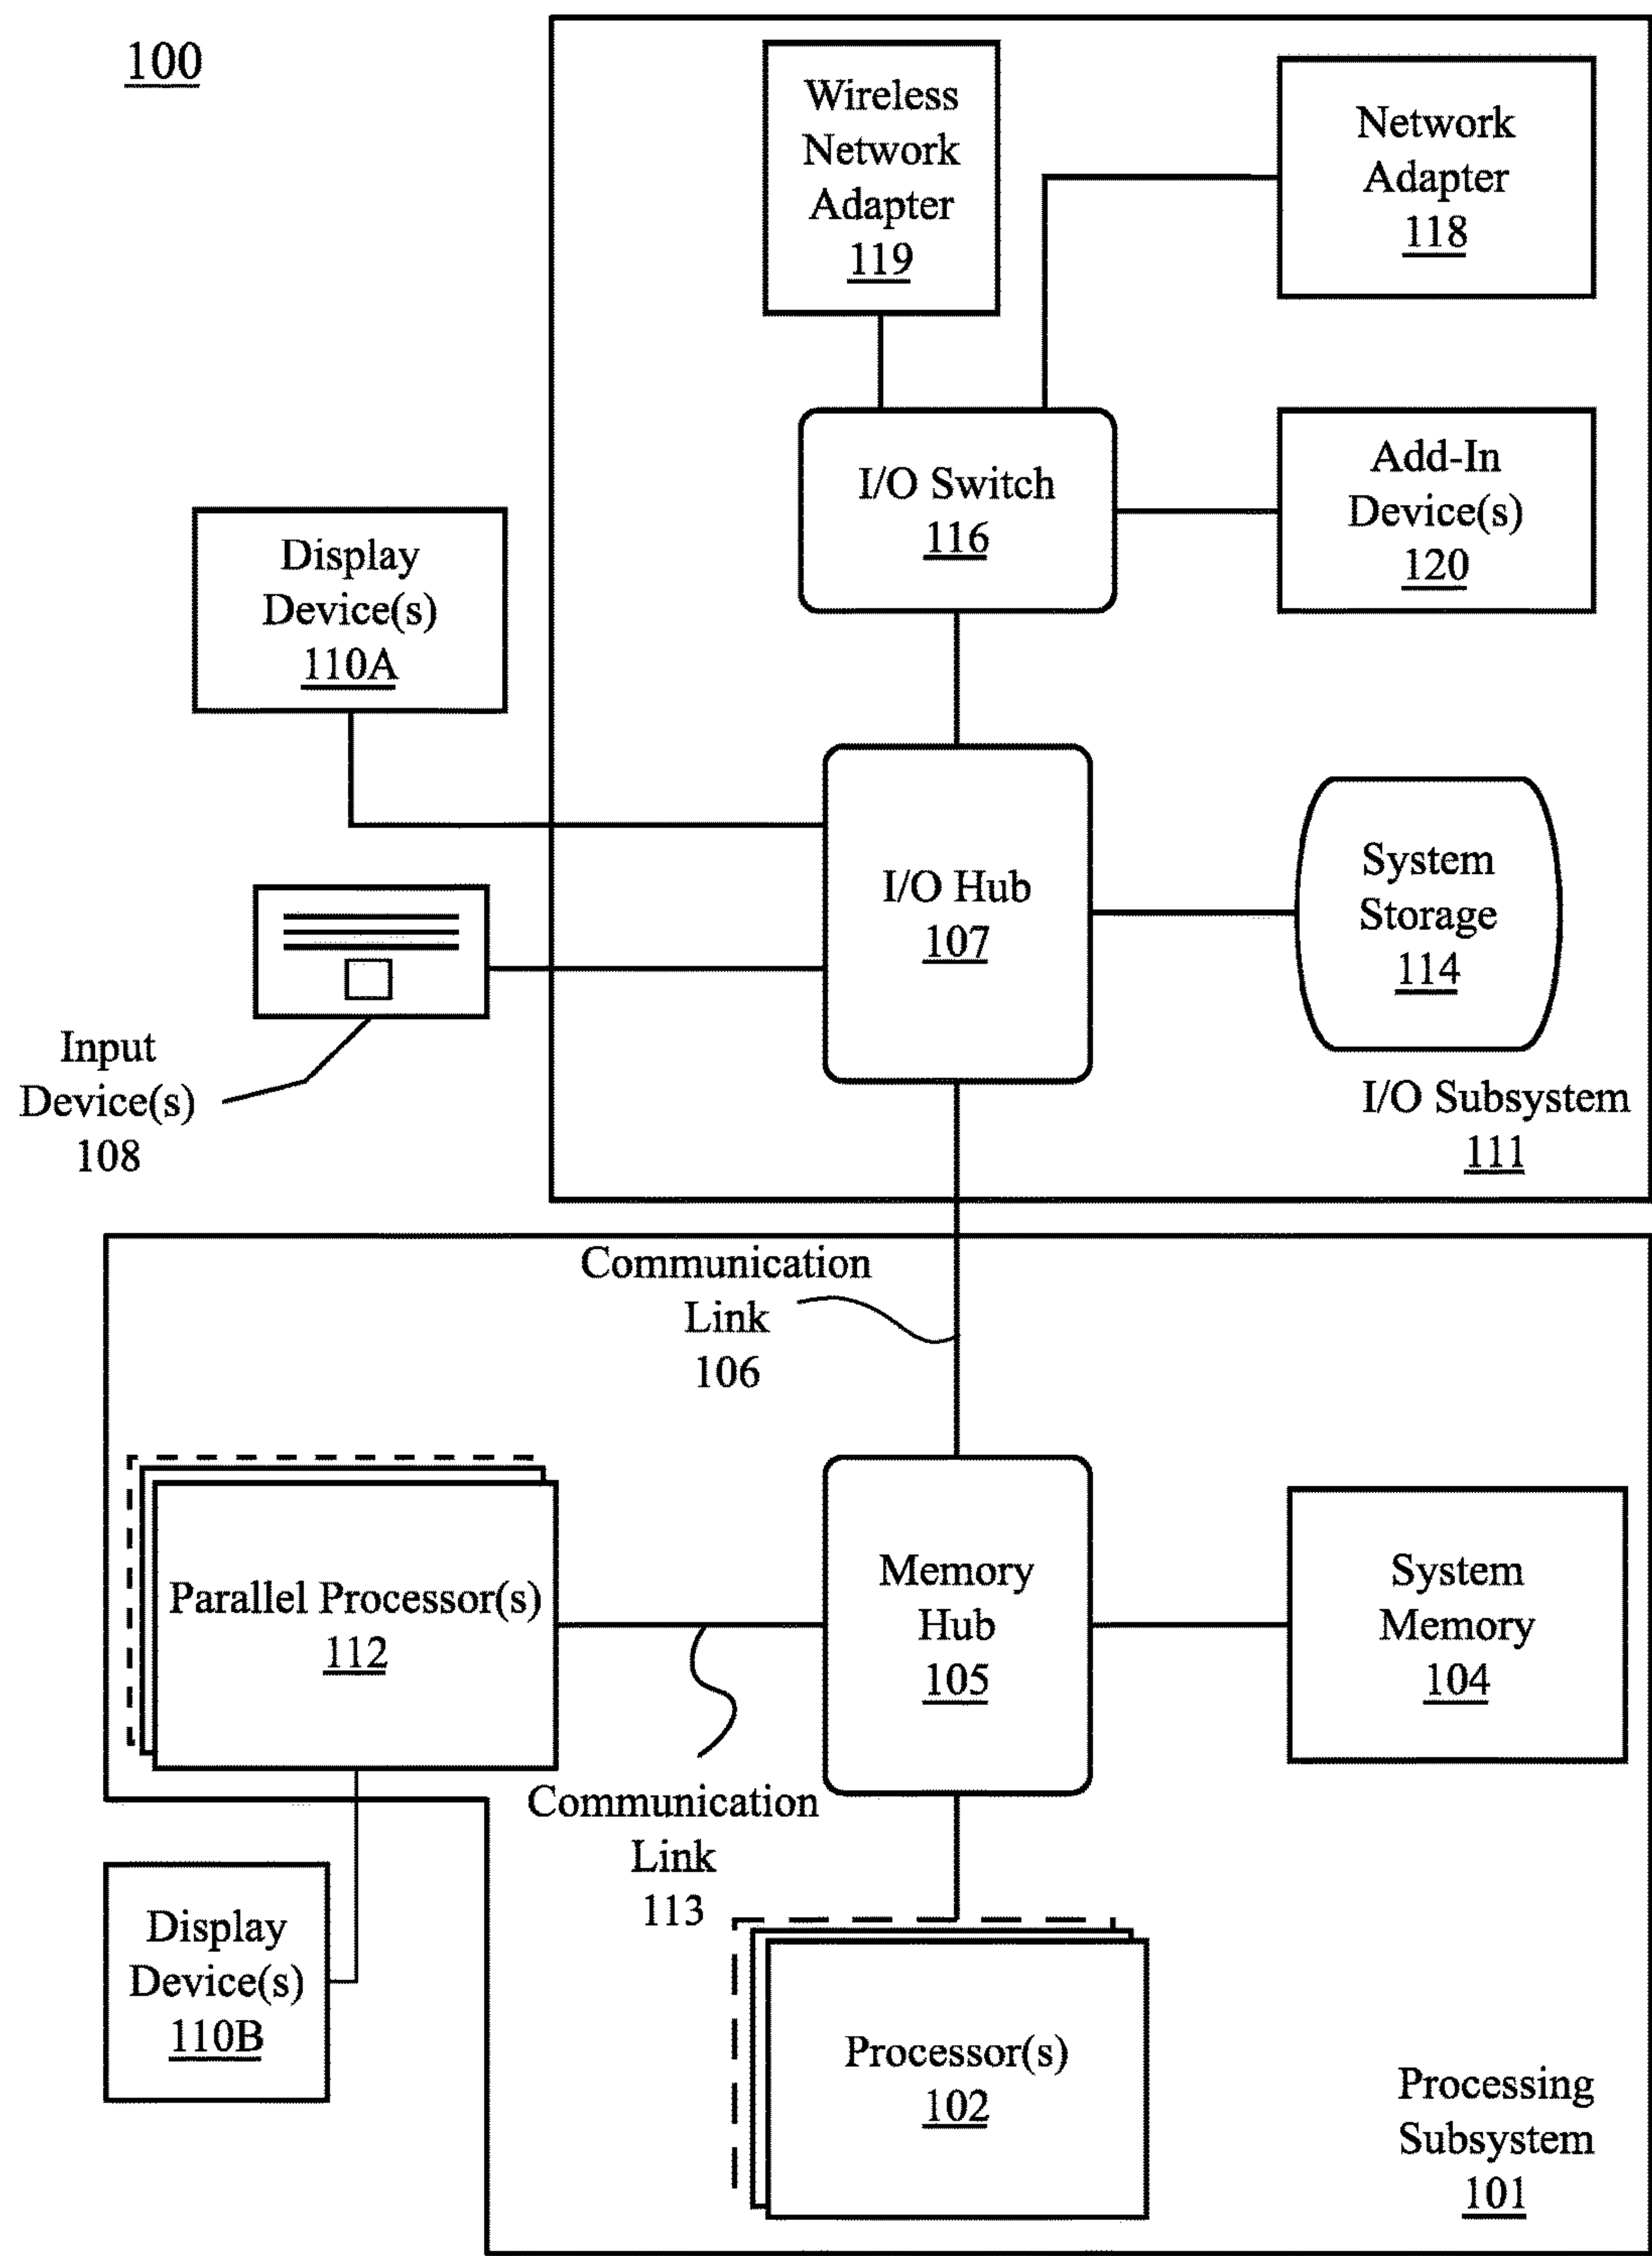 100
Wireless
Network
Adapter
119
Network
Adapter
118
I/O Switch
116
Add-In
Device(s)
120
Display
Device(s)
110A
I/O Hub
107
System
Storage
114
Input
Device(s)
108
I/O Subsystem
111
Communication
Link
106
Parallel Processor(s)
112
Memory
Hub
105
System
Memory
104
Communication
Link
113
Display
Device(s)
110B
Processor(s)
102
Processing
Subsystem
101